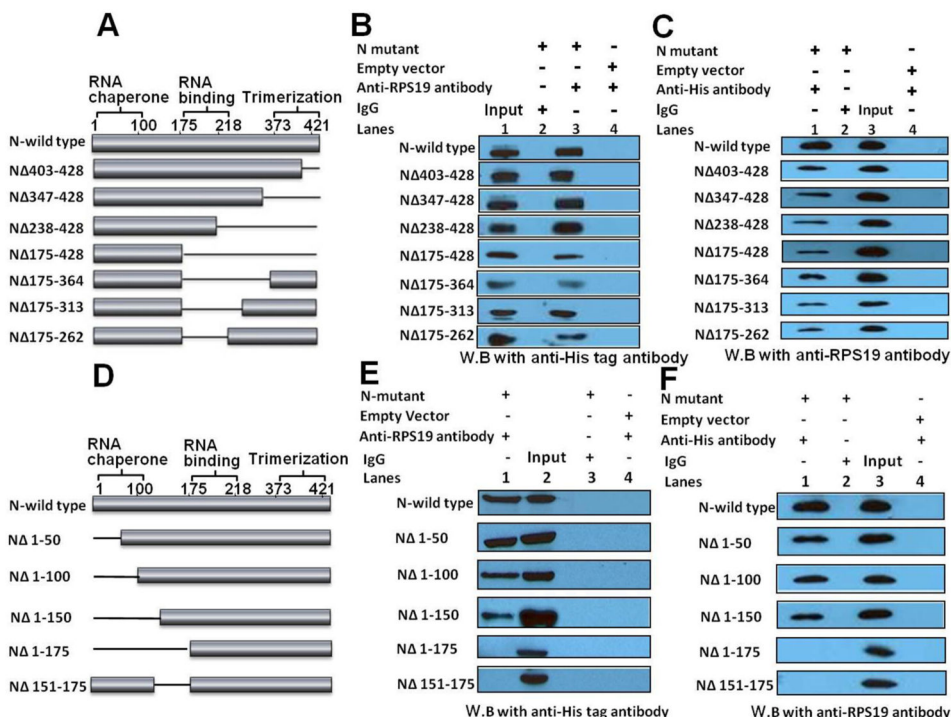 A
RNA chaperone RNA binding Trimerization
1 100 175 218 373 421
N-wild type
NΔ403-428
NΔ347-428
NΔ238-428
NΔ175-428
NΔ175-364
NΔ175-313
NΔ175-262
B
N mutant + + -
Empty vector - - +
Anti-RPS19 antibody - + +
IgG Input + - -
Lanes 1 2 3 4
N-wild type
NΔ403-428
NΔ347-428
NΔ238-428
NΔ175-428
NΔ175-364
NΔ175-313
NΔ175-262
W.B with anti-His tag antibody
C
N mutant + + -
Empty vector - - +
Anti-His antibody + - +
IgG - + Input -
Lanes 1 2 3 4
N-wild type
NΔ403-428
NΔ347-428
NΔ238-428
NΔ175-428
NΔ175-364
NΔ175-313
NΔ175-262
W.B with anti-RPS19 antibody
D
RNA chaperone RNA binding Trimerization
1 100 175 218 373 421
N-wild type
NΔ 1-50
NΔ 1-100
NΔ 1-150
NΔ 1-175
NΔ 151-175
E
N-mutant + + -
Empty Vector - - +
Anti-RPS19 antibody + - +
IgG - Input + -
Lanes 1 2 3 4
N-wild type
NΔ 1-50
NΔ 1-100
NΔ 1-150
NΔ 1-175
NΔ 151-175
W.B with anti-His tag antibody
F
N mutant + + -
Empty vector - - +
Anti-His antibody + - +
IgG - + Input -
Lanes 1 2 3 4
N-wild type
NΔ 1-50
NΔ 1-100
NΔ 1-150
NΔ 1-175
NΔ 151-175
W.B with anti-RPS19 antibody